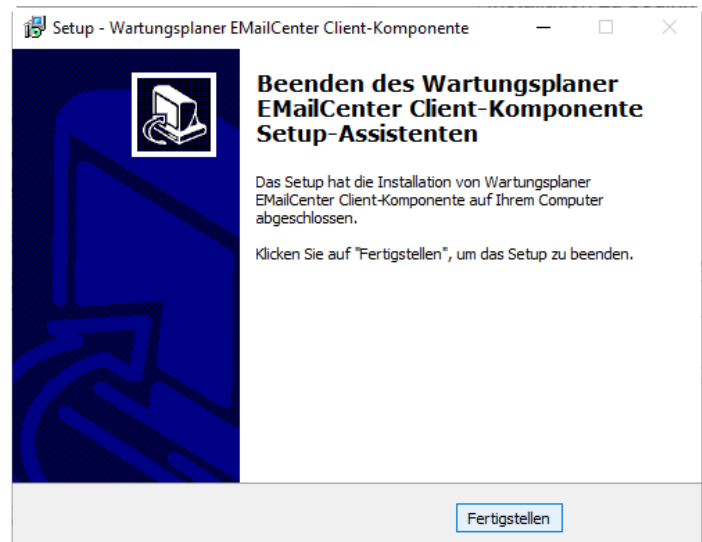 Setup - Wartungsplaner EMailCenter Client-Komponente
Beenden des Wartungsplaner
EMailCenter Client-Komponente
Setup-Assistenten
Das Setup hat die Installation von Wartungsplaner
EMailCenter Client-Komponente auf Ihrem Computer
abgeschlossen.
Klicken Sie auf "Fertigstellen", um das Setup zu beenden.
Fertigstellen